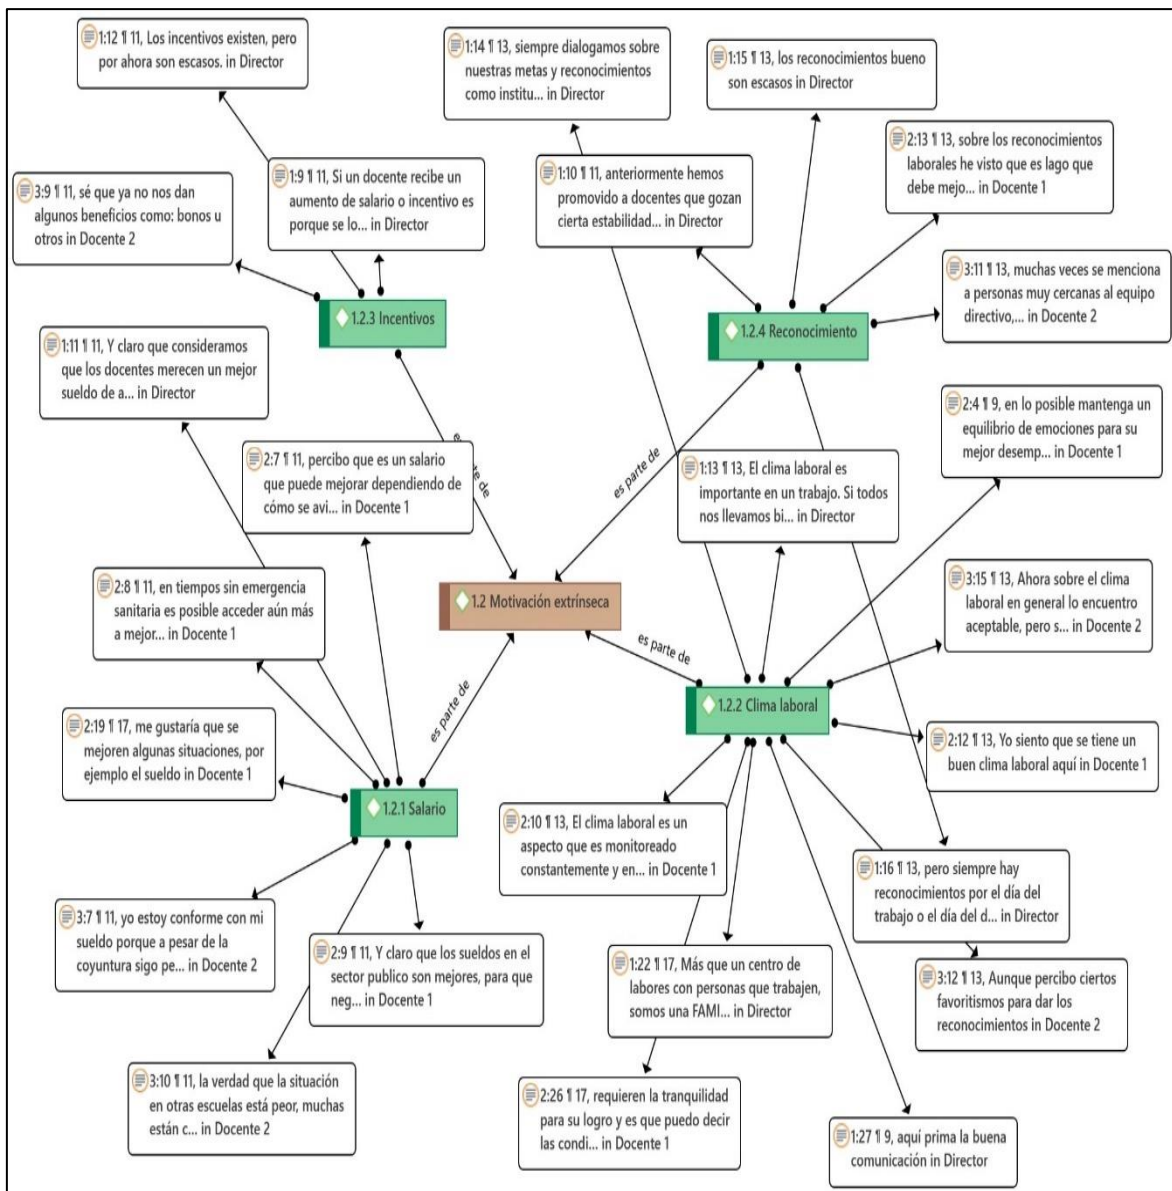 1:12 ¶ 11, Los incentivos existen, pero
por ahora son escasos. in Director
1:14 ¶ 13, siempre dialogamos sobre
nuestras metas y reconocimientos
como institu... in Director
1:15 ¶ 13, los reconocimientos bueno
son escasos in Director
2:13 ¶ 13, sobre los reconocimientos
laborales he visto que es lago que
debe mejo... in Docente 1
3:9 ¶ 11, sé que ya no nos dan
algunos beneficios como: bonos u
otros in Docente 2
1:9 ¶ 11, Si un docente recibe un
aumento de salario o incentivo es
porque se lo... in Director
1:10 ¶ 11, anteriormente hemos
promovido a docentes que gozan
cierta estabilidad... in Director
3:11 ¶ 13, muchas veces se menciona
a personas muy cercanas al equipo
directivo,... in Docente 2
1.2.3 Incentivos
1.2.4 Reconocimiento
1:11 ¶ 11, Y claro que consideramos
que los docentes merecen un mejor
sueldo de a... in Director
2:4 ¶ 9, en lo posible mantenga un
equilibrio de emociones para su
mejor desemp... in Docente 1
2:7 ¶ 11, percibo que es un salario
que puede mejorar dependiendo de
cómo se avi... in Docente 1
es parte de
es parte de
1:13 ¶ 13, El clima laboral es
importante en un trabajo. Si todos
nos llevamos bi... in Director
2:8 ¶ 11, en tiempos sin emergencia
sanitaria es posible acceder aún más
a mejor... in Docente 1
1.2 Motivación extrínseca
3:15 ¶ 13, Ahora sobre el clima
laboral en general lo encuentro
aceptable, pero s... in Docente 2
es parte de
es parte de
1.2.2 Clima laboral
2:19 ¶ 17, me gustaría que se
mejoren algunas situaciones, por
ejemplo el sueldo in Docente 1
2:12 ¶ 13, Yo siento que se tiene un
buen clima laboral aquí in Docente 1
1.2.1 Salario
2:10 ¶ 13, El clima laboral es un
aspecto que es monitoreado
constantemente y en... in Docente 1
1:16 ¶ 13, pero siempre hay
reconocimientos por el día del
trabajo o el día del d... in Director
3:7 ¶ 11, yo estoy conforme con mi
sueldo porque a pesar de la
coyuntura sigo pe... in Docente 2
2:9 ¶ 11, Y claro que los sueldos en el
sector publico son mejores, para que
neg... in Docente 1
1:22 ¶ 17, Más que un centro de
labores con personas que trabajen,
somos una FAMI... in Director
3:12 ¶ 13, Aunque percibo ciertos
favoritismos para dar los
reconocimientos in Docente 2
3:10 ¶ 11, la verdad que la situación
en otras escuelas está peor, muchas
están c... in Docente 2
2:26 ¶ 17, requieren la tranquilidad
para su logro y es que puedo decir
las condi... in Docente 1
1:27 ¶ 9, aquí prima la buena
comunicación in Director